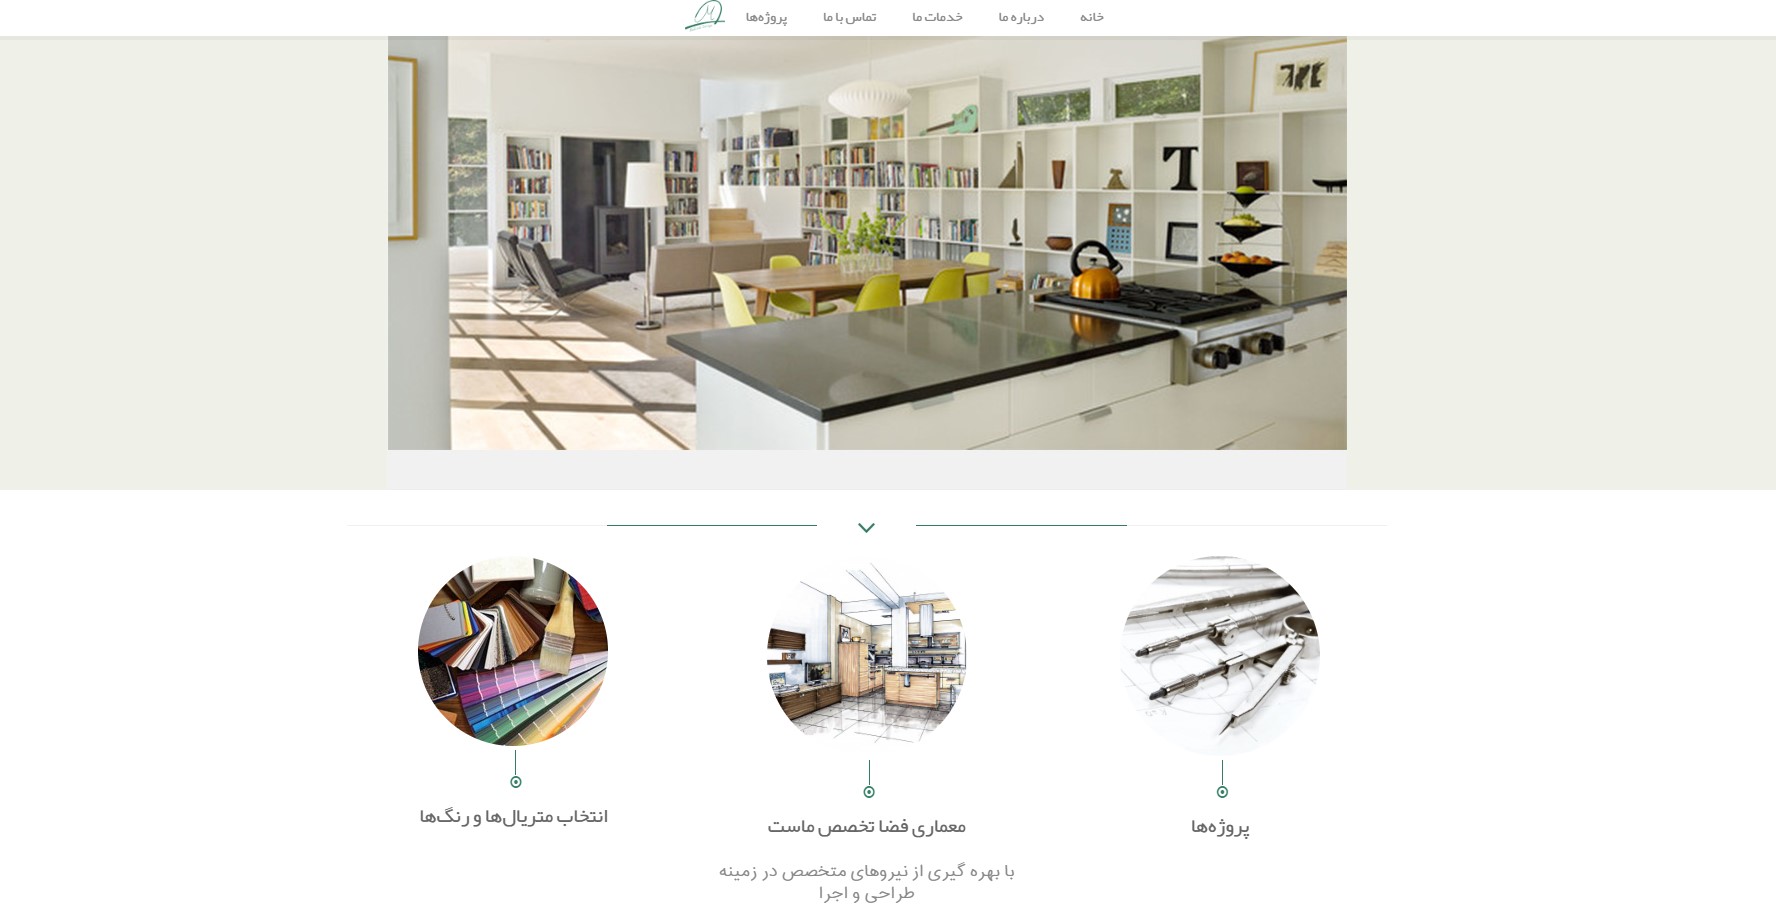 خانه
درباره ما
خدمات ما
تماس با ما
پروژه‌ها
T
پروژه‌ها
معماری فضا تخصص ماست
با بهره گیری از نیروهای متخصص در زمینه
طراحی و اجرا
انتخاب متریال‌ها و رنگ‌ها